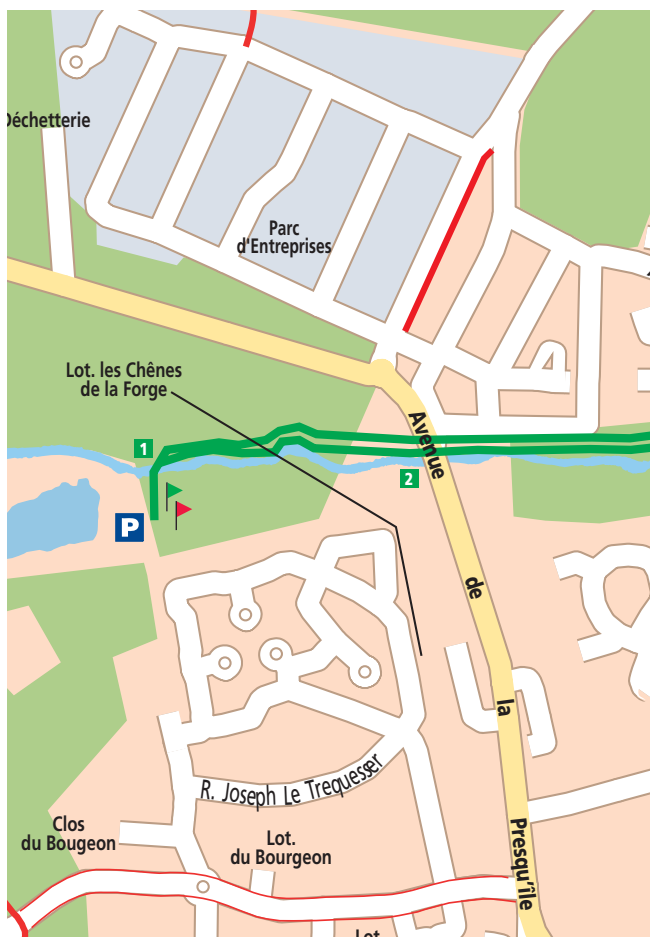 Déchetterie
Parc
d'Entreprises
Lot. les Chênes
de la Forge
1
Avenue
2
P
de
la
R. Joseph Le Trequesser
Presqu'île
Clos
du Bougeon
Lot.
du Bourgeon
Lot